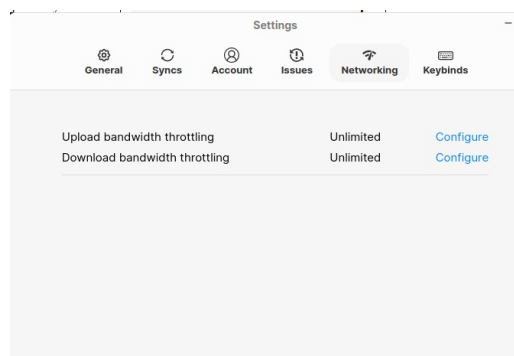 Settings
General Syncs Account Issues Networking Keybinds
Upload bandwidth throttling Unlimited Configure
Download bandwidth throttling Unlimited Configure